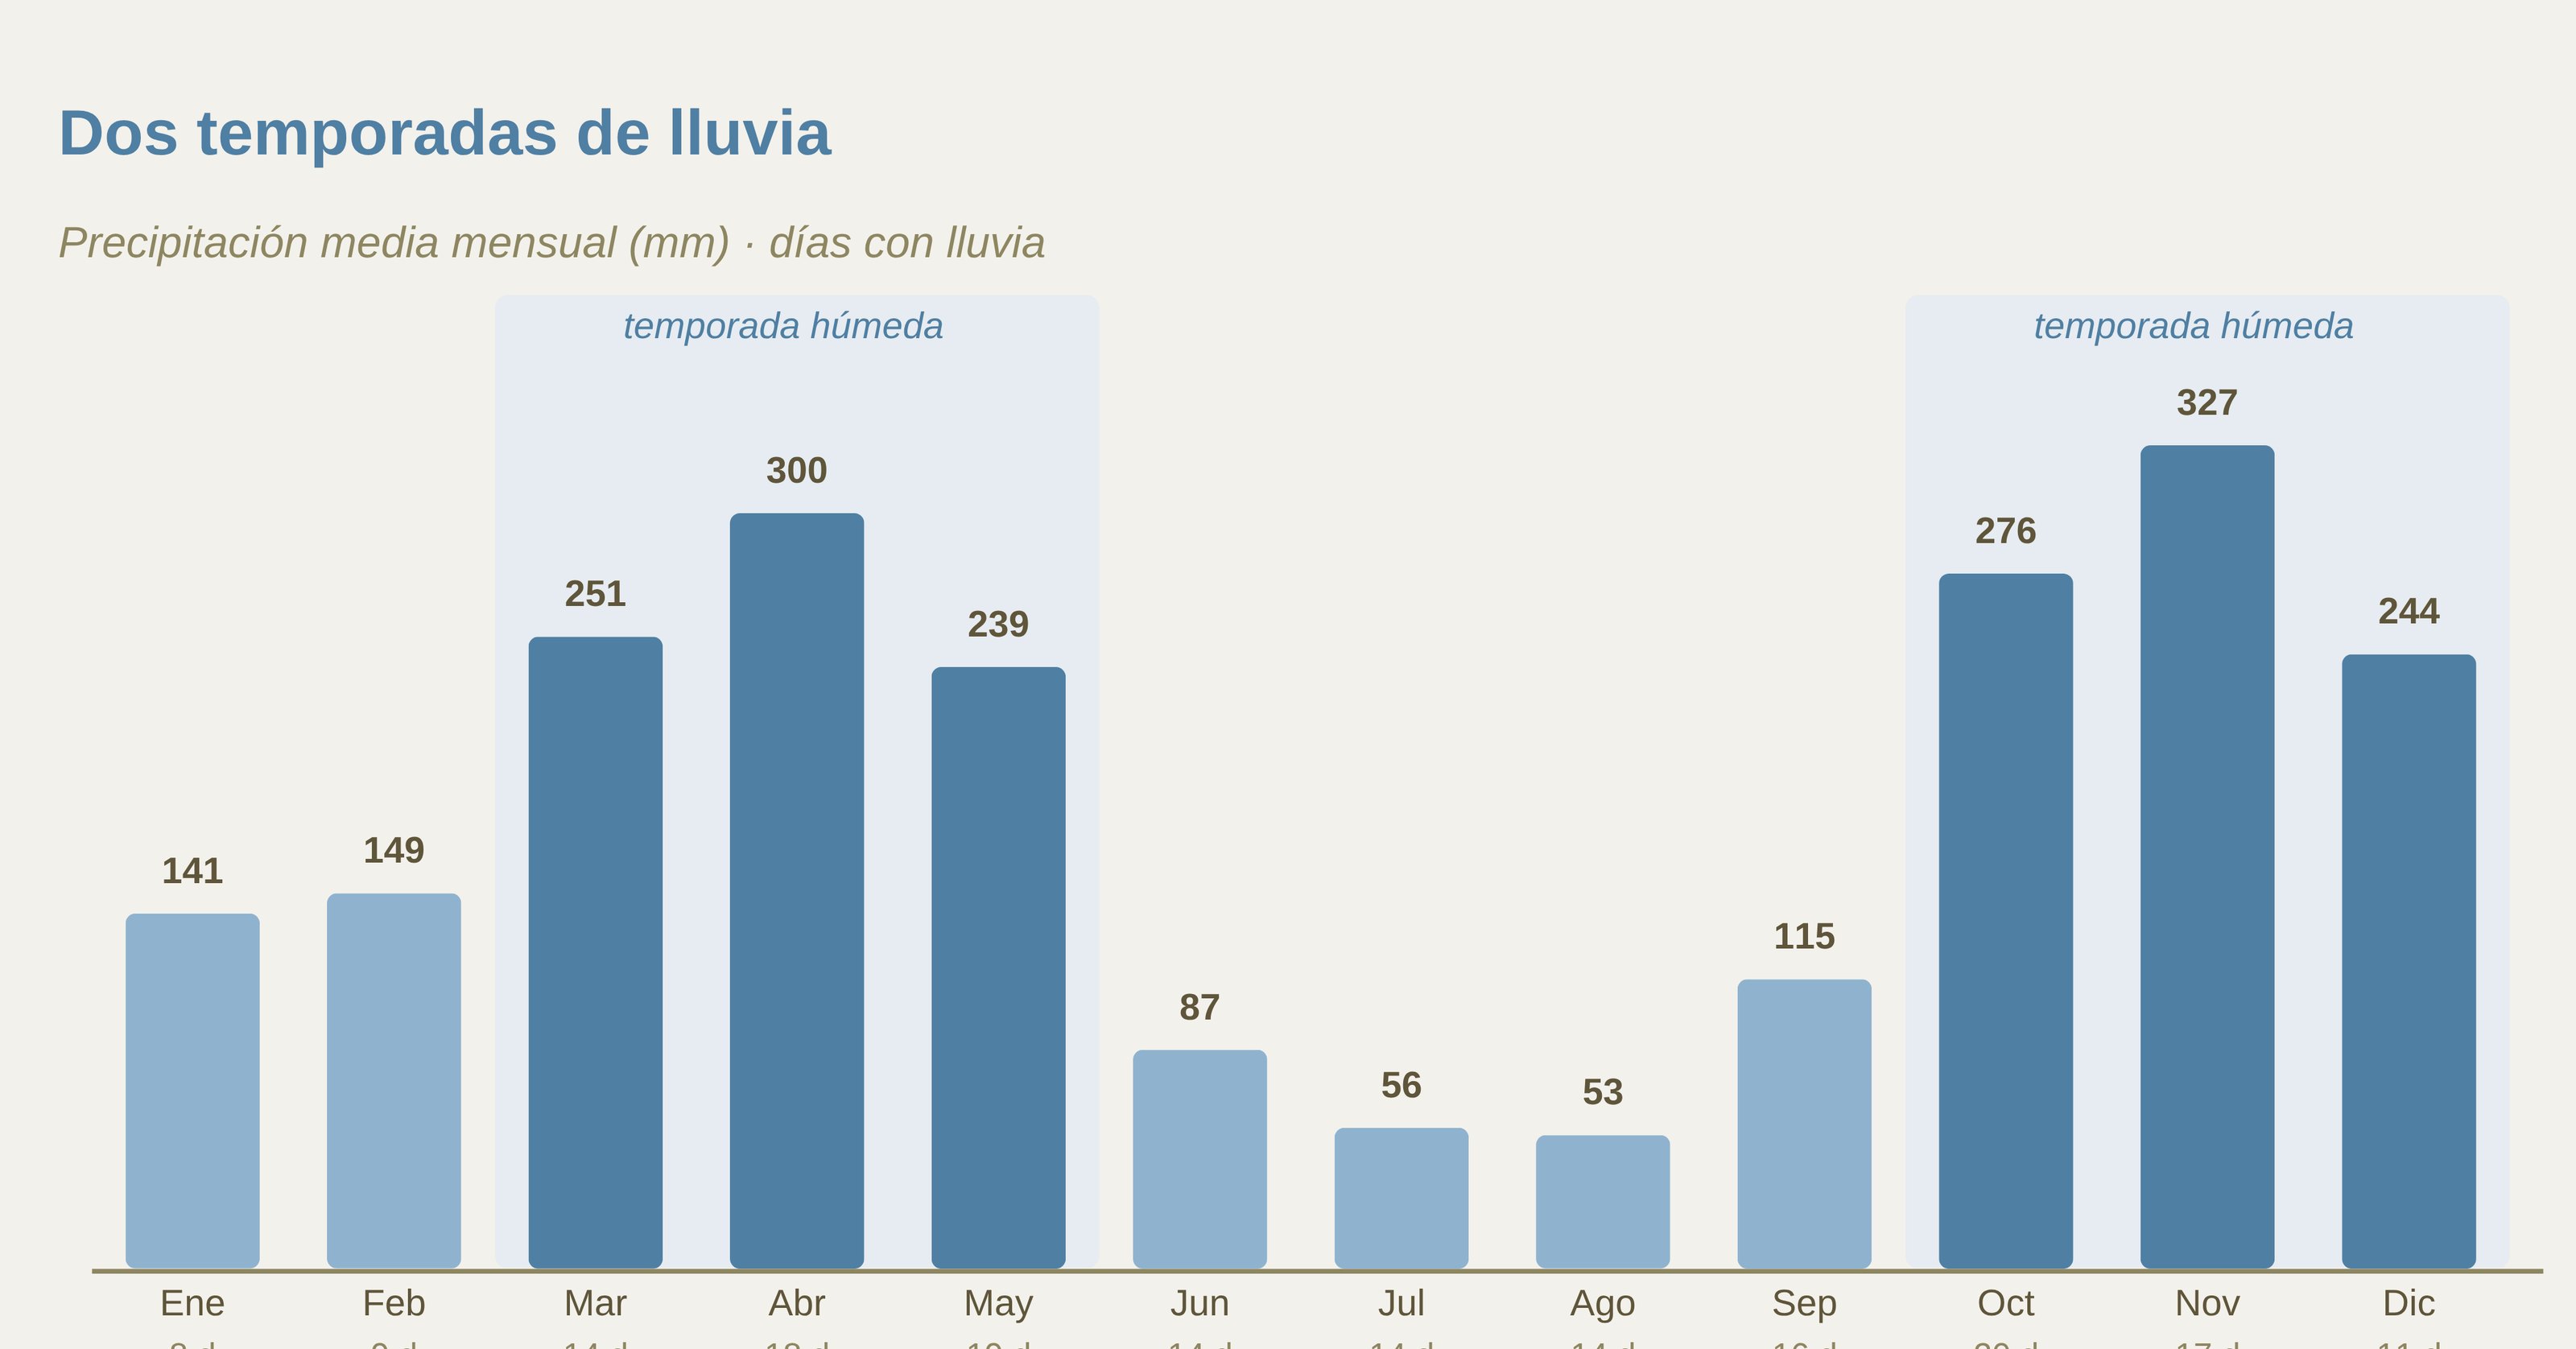 Dos temporadas de lluvia
Precipitación media mensual (mm) · días con lluvia
temporada húmeda temporada húmeda
141 149 251 300 239 87 56 53 115 276 327 244
Ene Feb Mar Abr May Jun Jul Ago Sep Oct Nov Dic